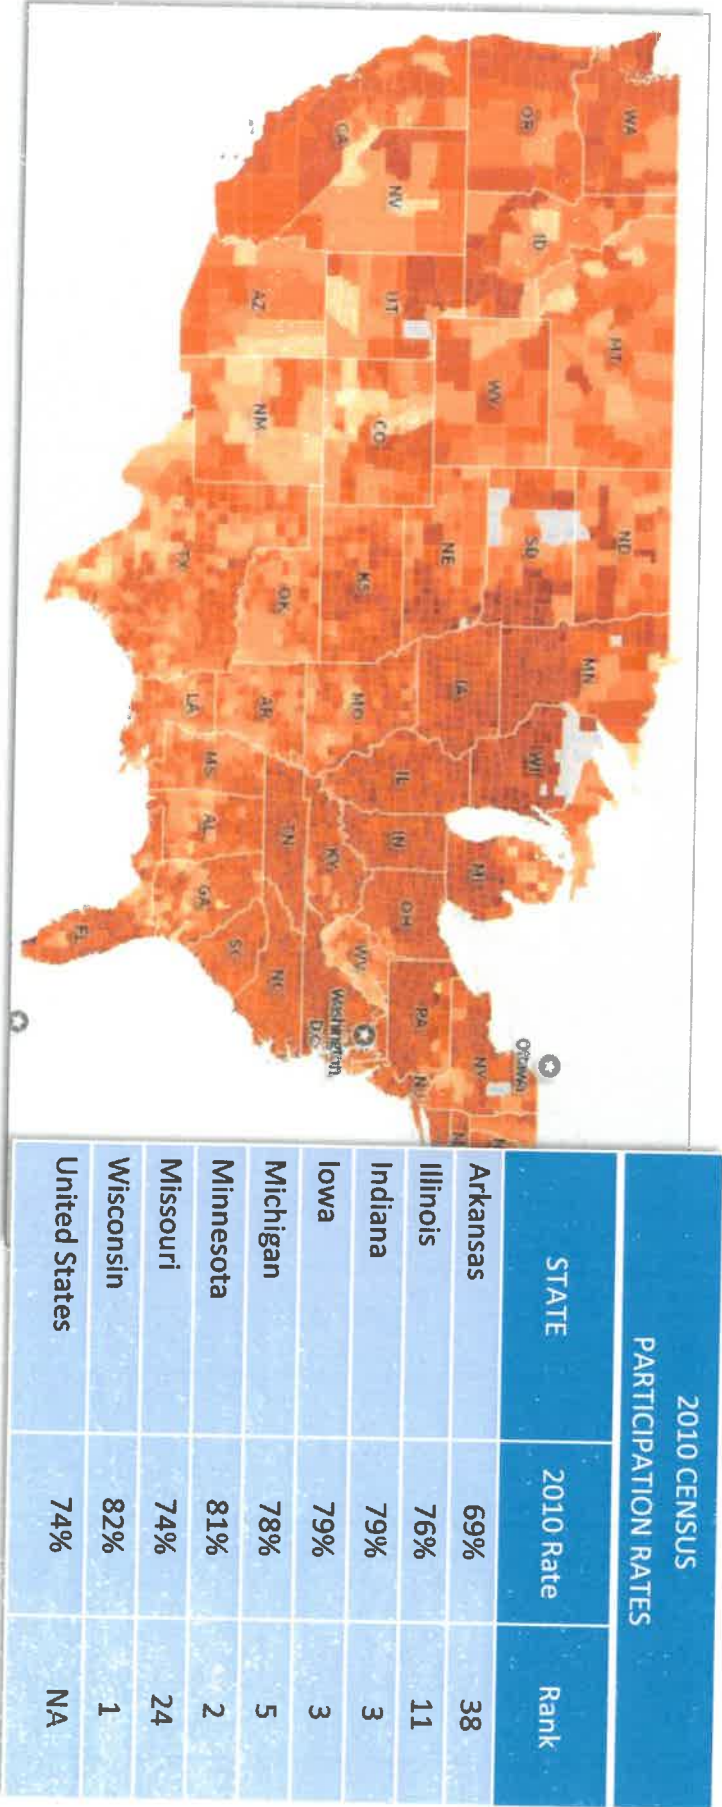 WA
OR
CA
NV
ID
MT
UT
AZ
WY
CO
NM
ND
SD
NE
KS
OK
TX
MN
IA
MO
AR
LA
WI
IL
MS
MI
IN
KY
TN
AL
OH
GA
WV
SC
NC
FL
PA
NY
NJ
Ottawa
Washington,
D.C.
2010 CENSUS
PARTICIPATION RATES
STATE 2010 Rate Rank
Arkansas 69% 38
Illinois 76% 11
Indiana 79% 3
Iowa 79% 3
Michigan 78% 5
Minnesota 81% 2
Missouri 74% 24
Wisconsin 82% 1
United States 74% NA